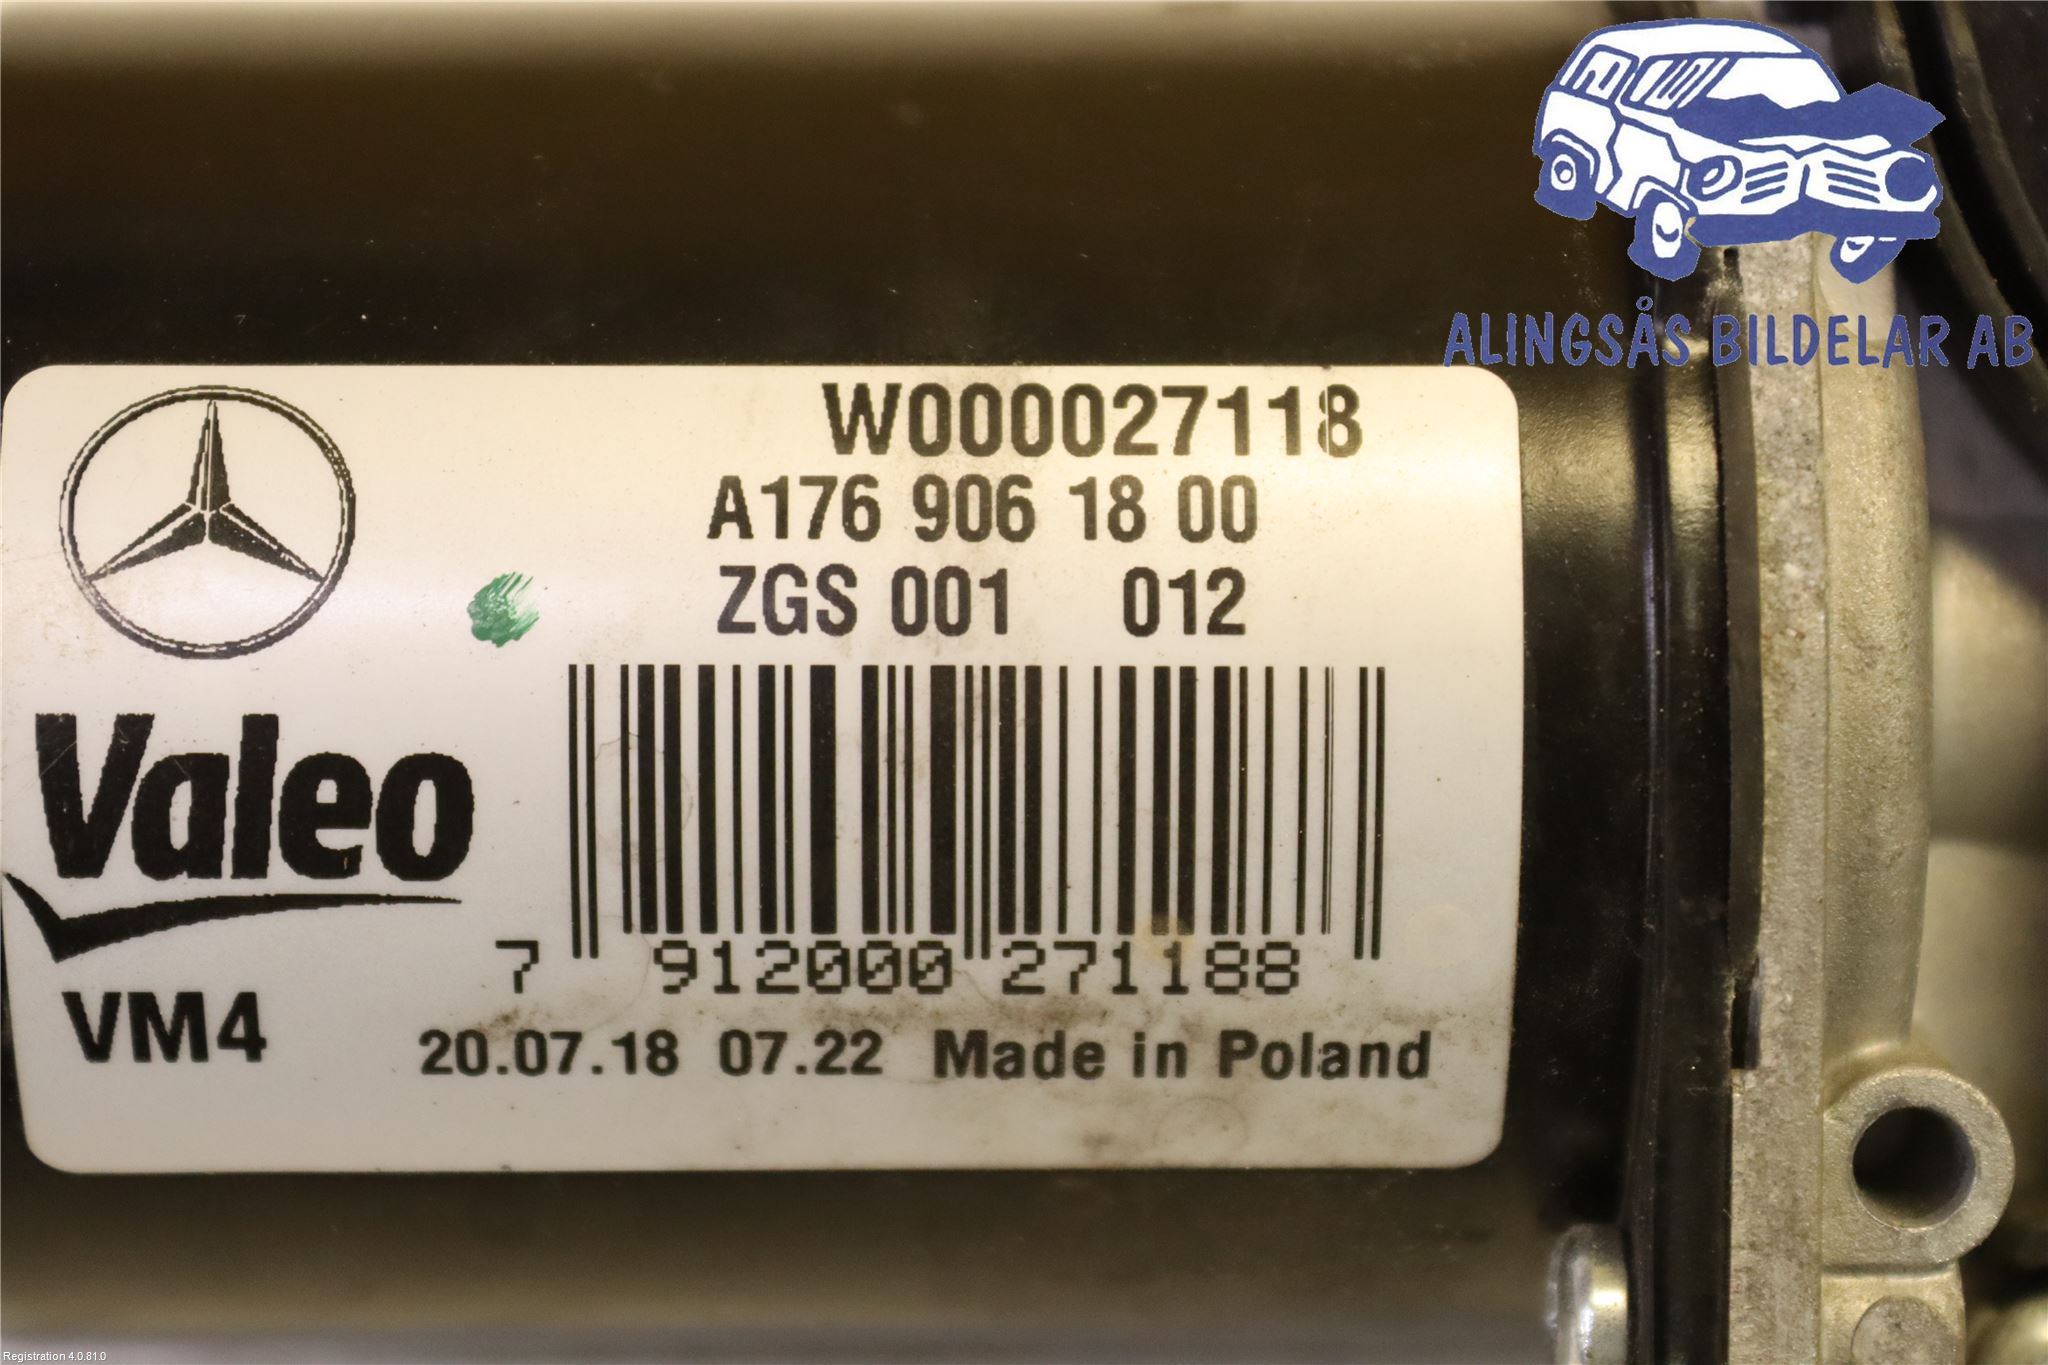 ALINGSÅS BILDELAR AB
W000027118
A176 906 18 00
ZGS 001 012
Valeo
7 912000 271188
VM4
20.07.18 07.22 Made in Poland
Registration 4.0.81.0